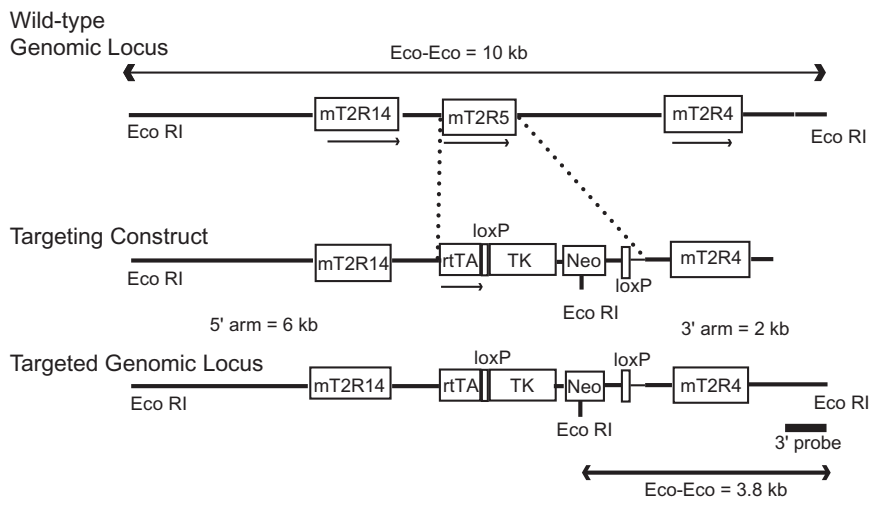 Wild-type
Genomic Locus
Eco-Eco = 10 kb
mT2R14
mT2R5
mT2R4
Eco RI
Eco RI
Targeting Construct
loxP
mT2R14
rtTA
TK
Neo
mT2R4
Eco RI
loxP
Eco RI
5' arm = 6 kb
3' arm = 2 kb
Targeted Genomic Locus
loxP
loxP
mT2R14
rtTA
TK
Neo
mT2R4
Eco RI
Eco RI
Eco RI
3' probe
Eco-Eco = 3.8 kb